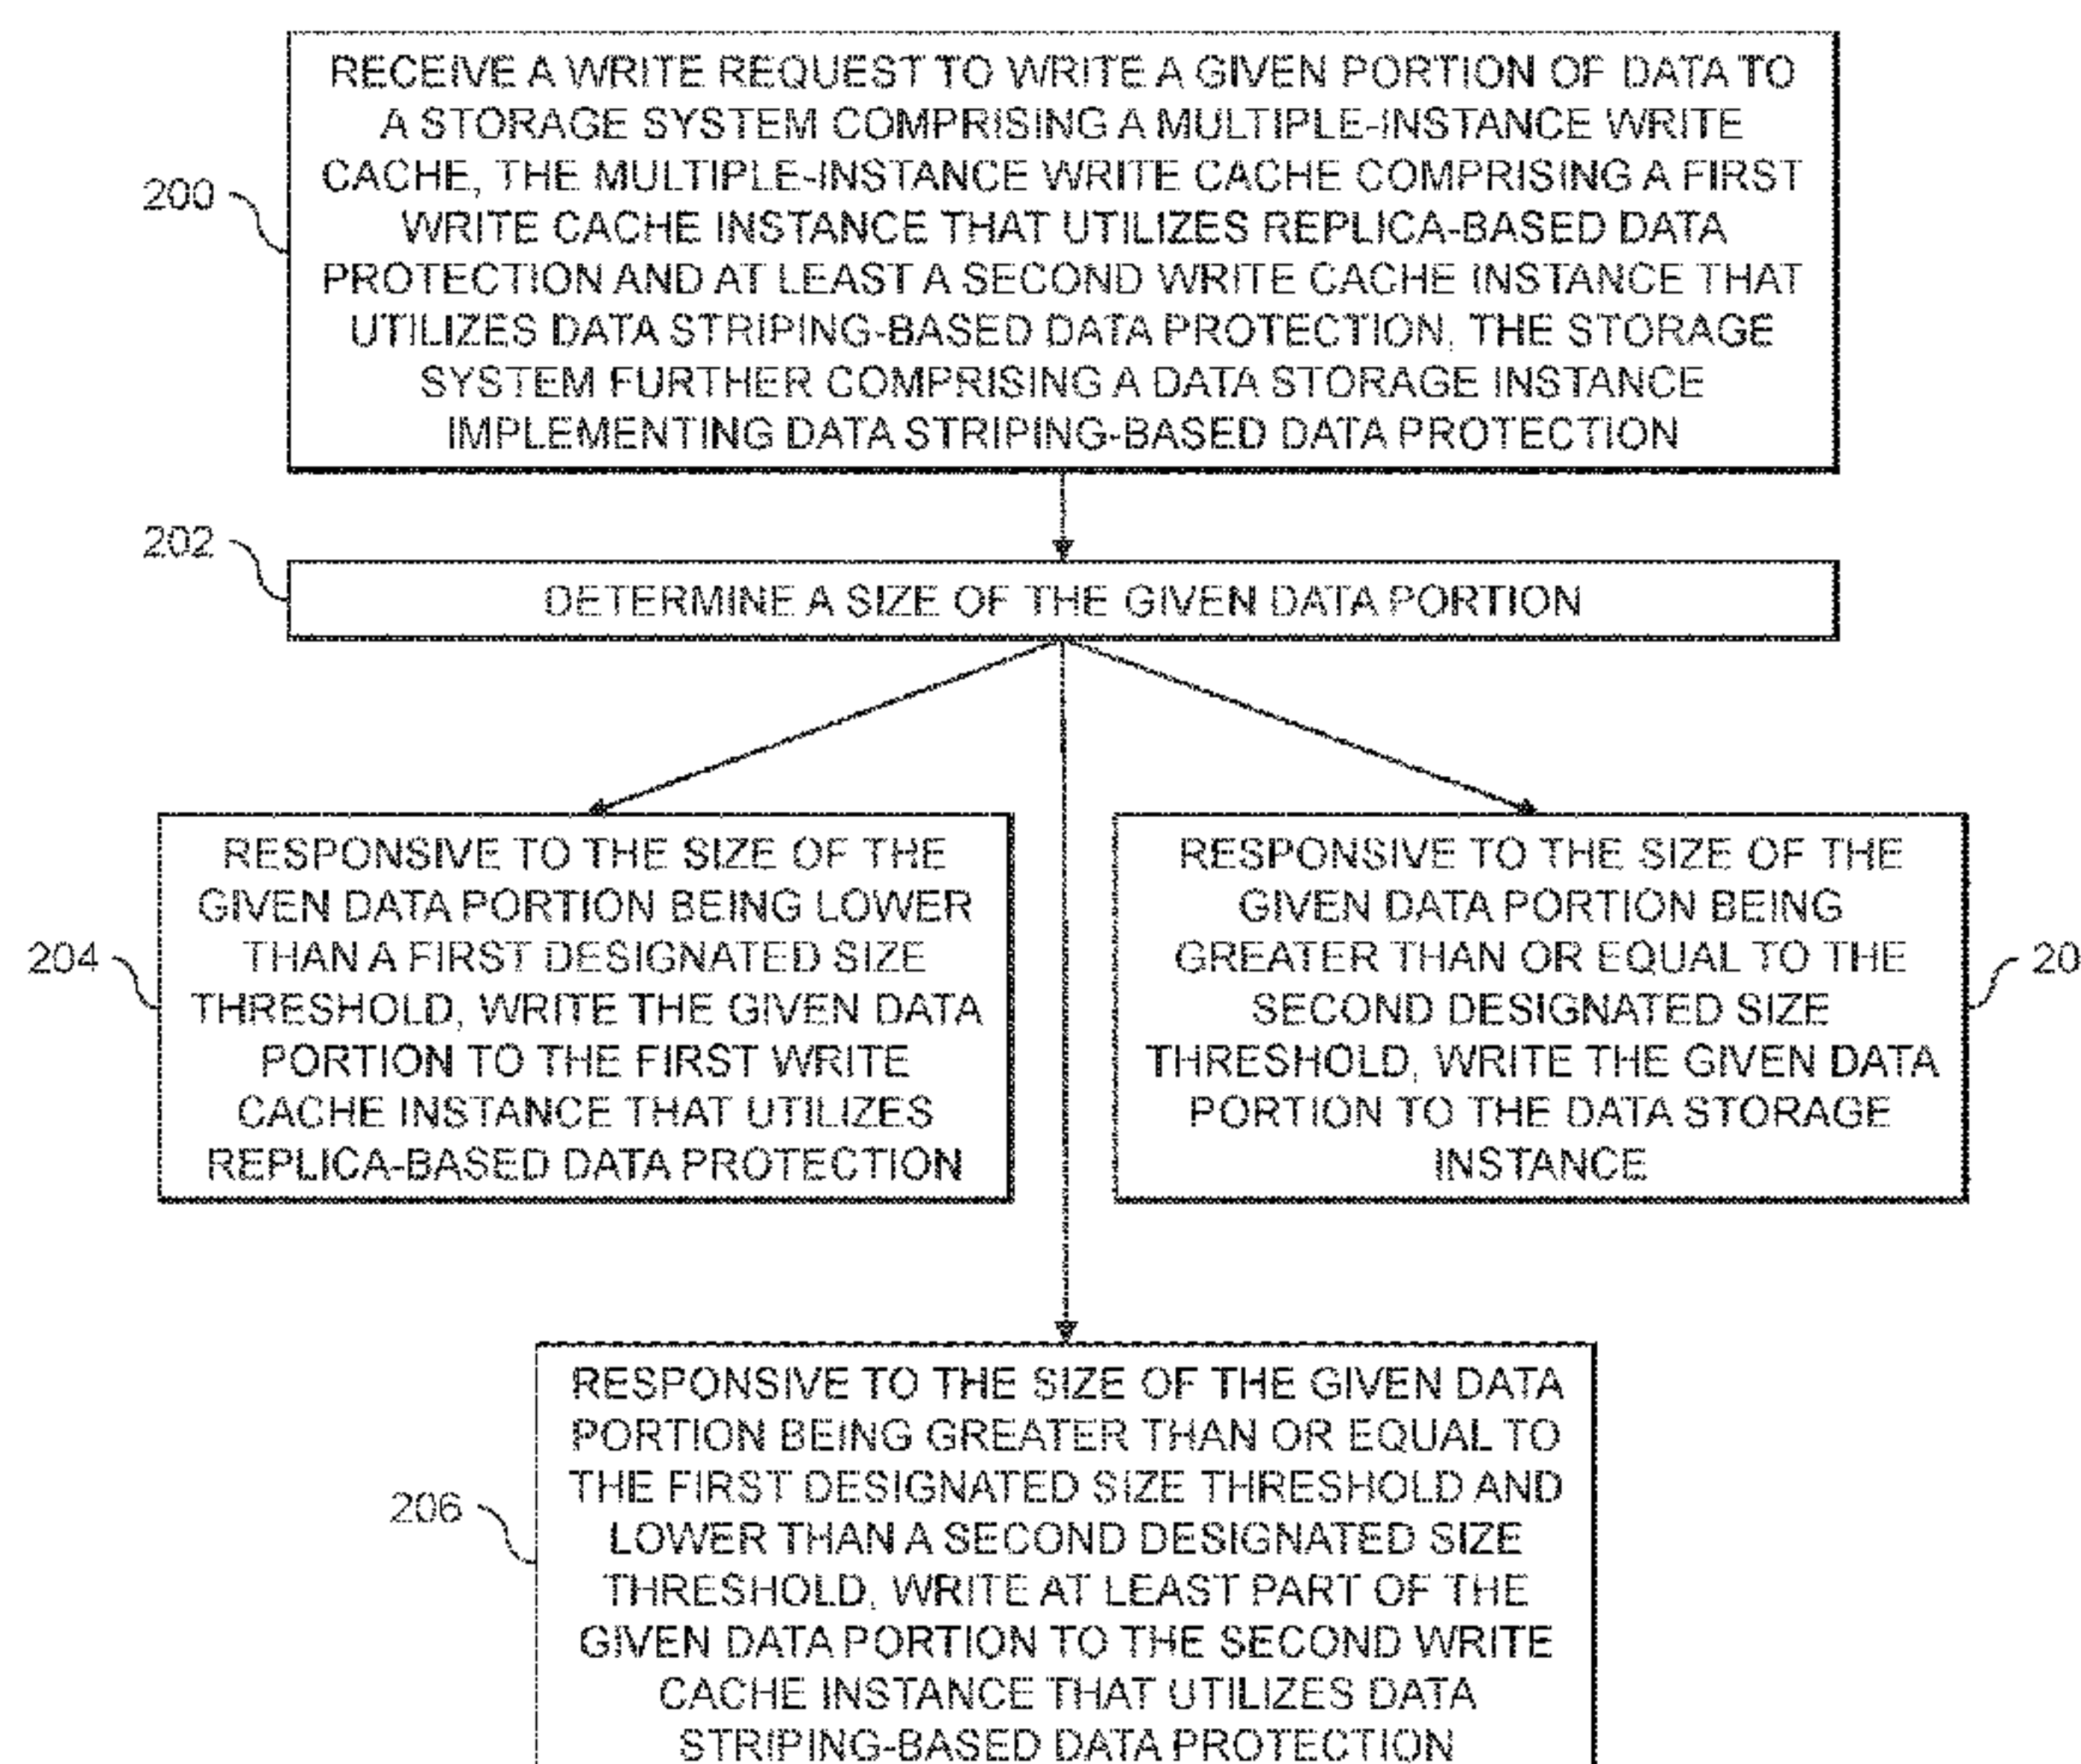 200
RECEIVE A WRITE REQUEST TO WRITE A GIVEN PORTION OF DATA TO
A STORAGE SYSTEM COMPRISING A MULTIPLE-INSTANCE WRITE
CACHE, THE MULTIPLE-INSTANCE WRITE CACHE COMPRISING A FIRST
WRITE CACHE INSTANCE THAT UTILIZES REPLICA-BASED DATA
PROTECTION AND AT LEAST A SECOND WRITE CACHE INSTANCE THAT
UTILIZES DATA STRIPING-BASED DATA PROTECTION, THE STORAGE
SYSTEM FURTHER COMPRISING A DATA STORAGE INSTANCE
IMPLEMENTING DATA STRIPING-BASED DATA PROTECTION
202
DETERMINE A SIZE OF THE GIVEN DATA PORTION
204
RESPONSIVE TO THE SIZE OF THE
GIVEN DATA PORTION BEING LOWER
THAN A FIRST DESIGNATED SIZE
THRESHOLD, WRITE THE GIVEN DATA
PORTION TO THE FIRST WRITE
CACHE INSTANCE THAT UTILIZES
REPLICA-BASED DATA PROTECTION
RESPONSIVE TO THE SIZE OF THE
GIVEN DATA PORTION BEING
GREATER THAN OR EQUAL TO THE
SECOND DESIGNATED SIZE
THRESHOLD, WRITE THE GIVEN DATA
PORTION TO THE DATA STORAGE
INSTANCE
20
206
RESPONSIVE TO THE SIZE OF THE GIVEN DATA
PORTION BEING GREATER THAN OR EQUAL TO
THE FIRST DESIGNATED SIZE THRESHOLD AND
LOWER THAN A SECOND DESIGNATED SIZE
THRESHOLD, WRITE AT LEAST PART OF THE
GIVEN DATA PORTION TO THE SECOND WRITE
CACHE INSTANCE THAT UTILIZES DATA
STRIPING-BASED DATA PROTECTION